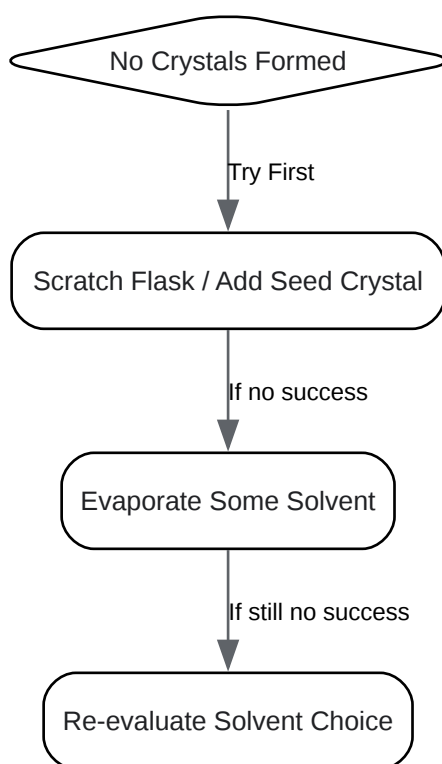 No Crystals Formed
Try First
Scratch Flask / Add Seed Crystal
If no success
Evaporate Some Solvent
If still no success
Re-evaluate Solvent Choice